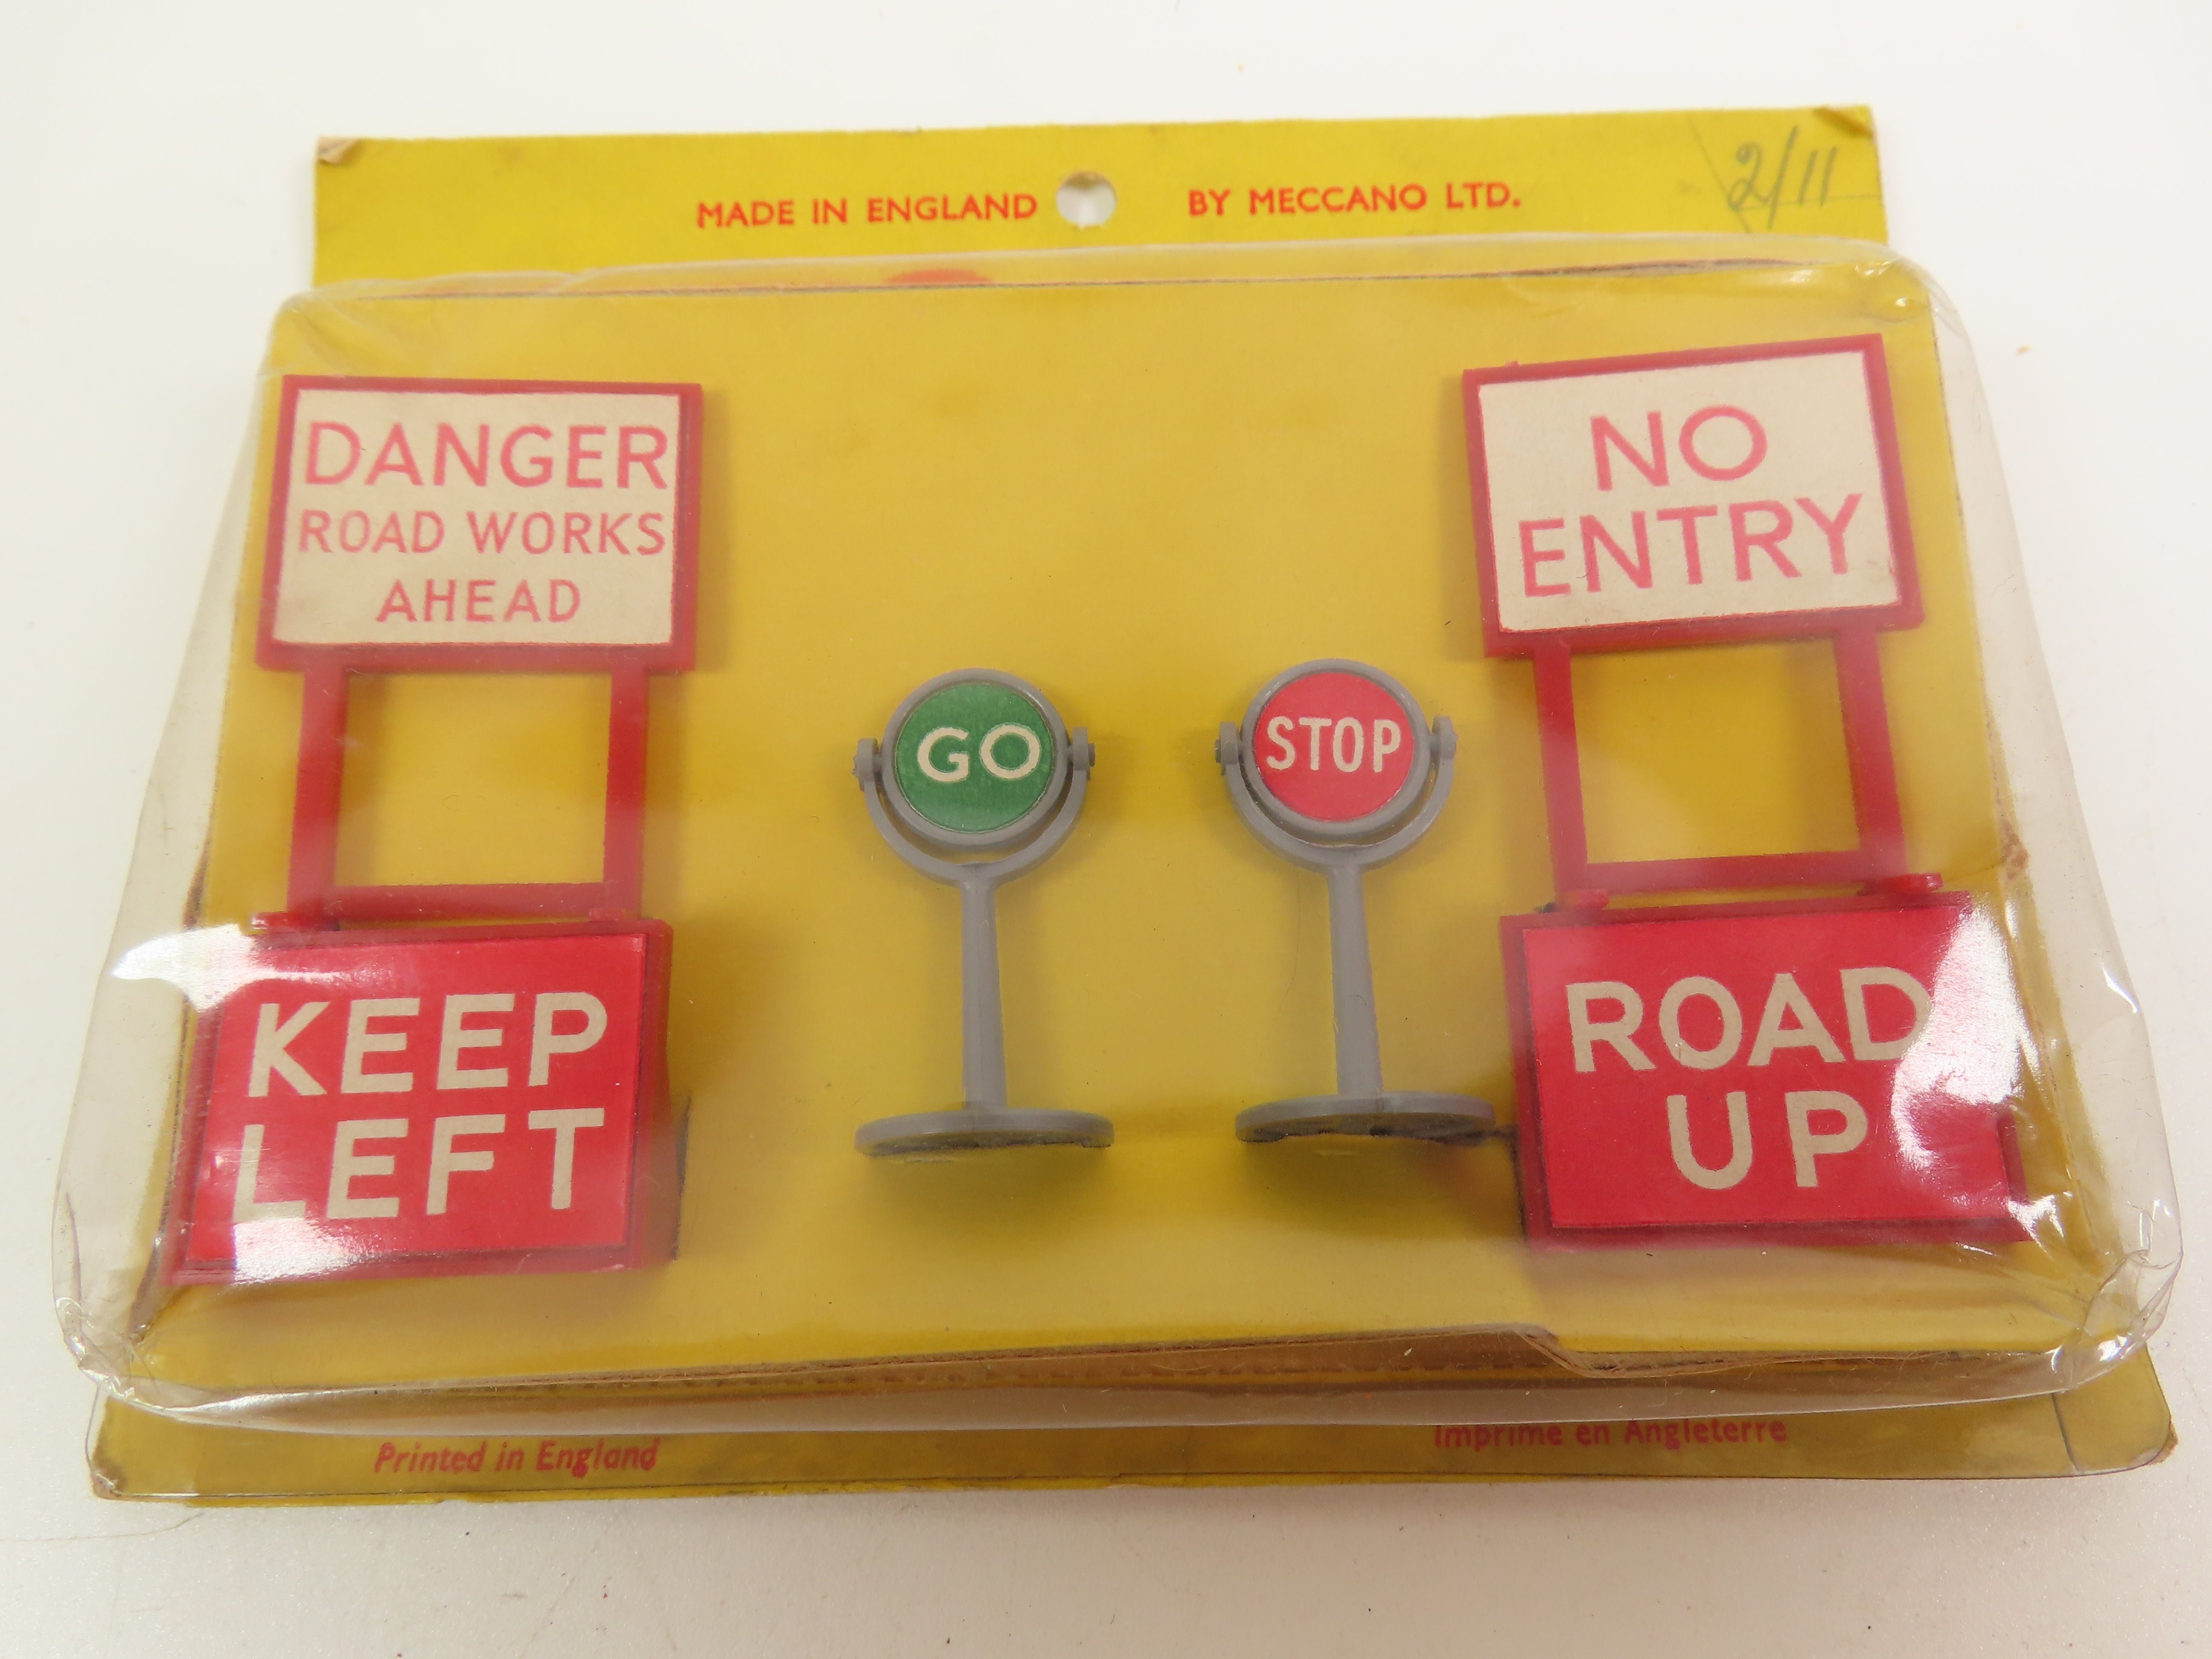 MADE IN ENGLAND BY MECCANO LTD.
2/11
DANGER
ROAD WORKS
AHEAD
NO
ENTRY
GO
STOP
KEEP
LEFT
ROAD
UP
Printed in England
Imprimé en Angleterre